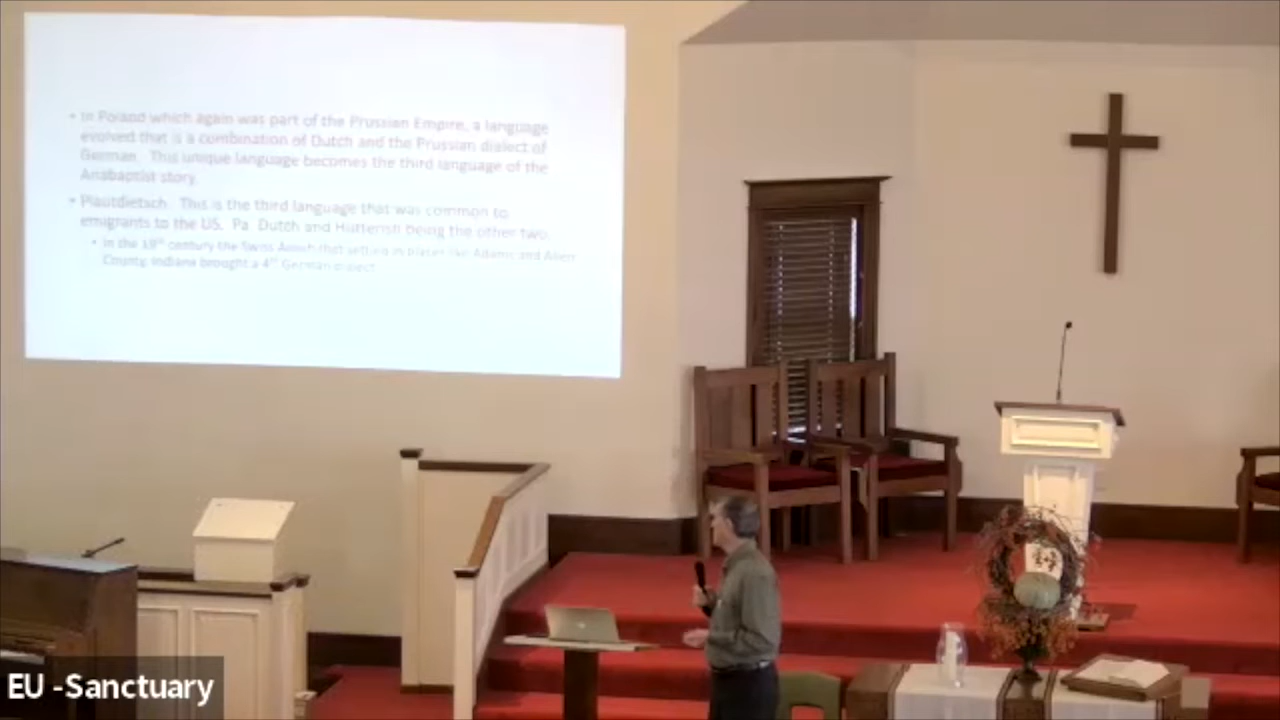 • In Poland which again was part of the Prussian Empire, a language
evolved that is a combination of Dutch and the Prussian dialect of
German. This unique language becomes the third language of the
Anabaptist story.
• Plautdietsch. This is the third language that was common to
emigrants to the US. Pa Dutch and Hutterish being the other two.
• In the 19th century the Swiss Amish that settled in places like Adams and Allen
County Indiana brought a 4th German dialect
EU -Sanctuary